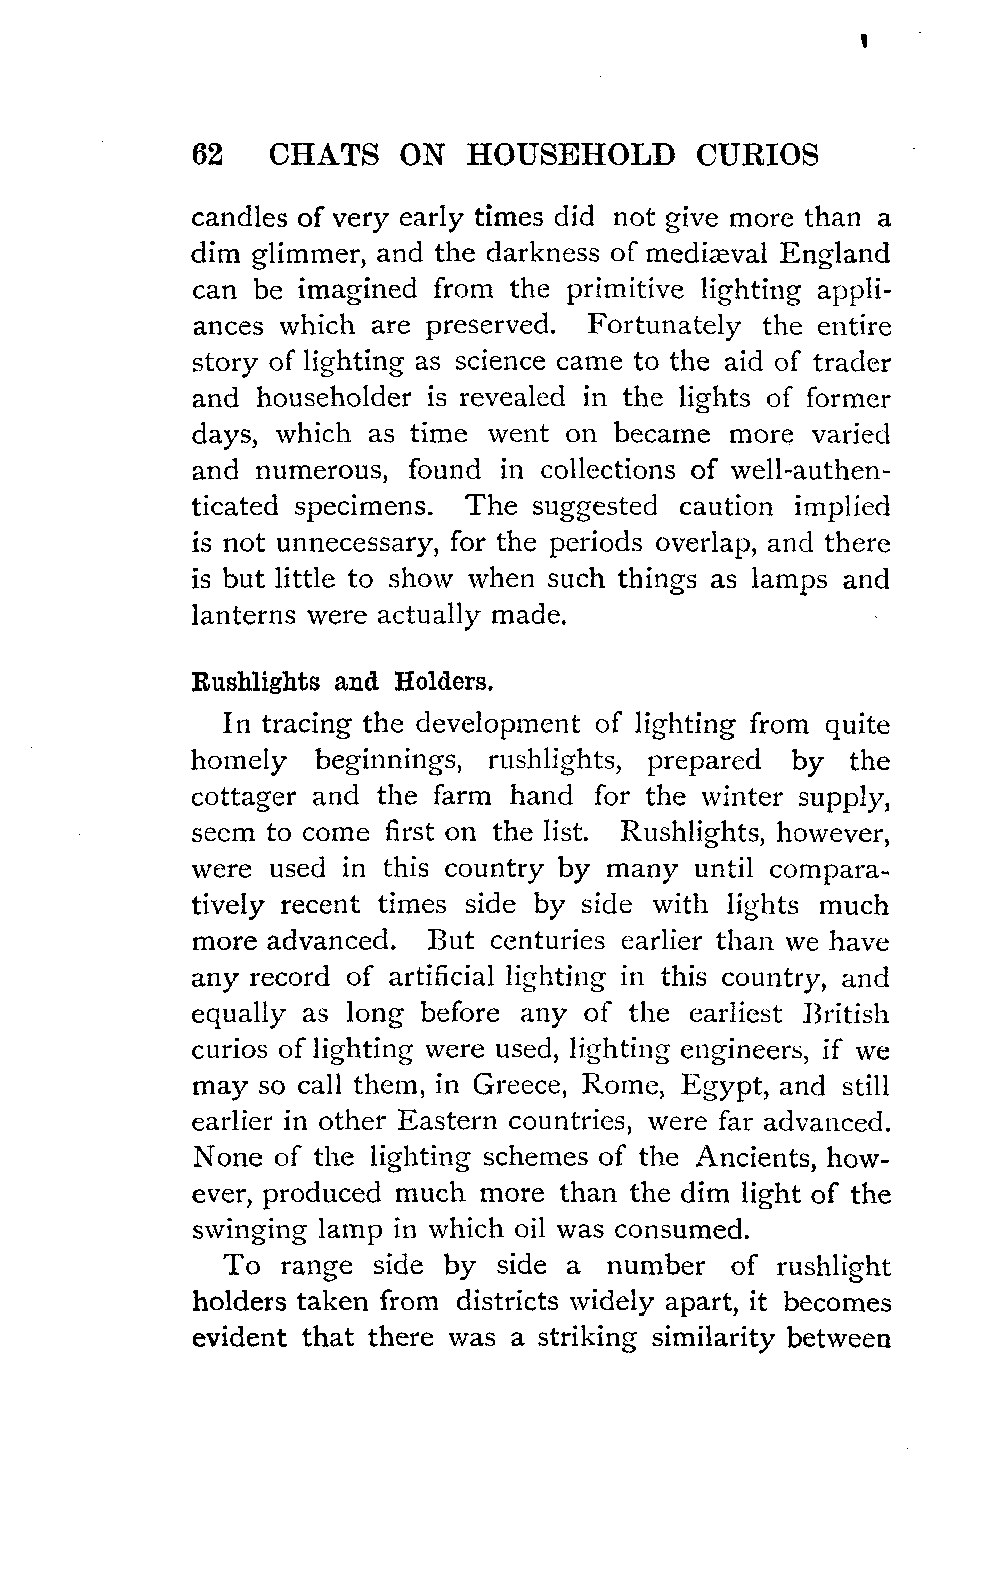 62 CHATS ON HOUSEHOLD CURIOS
candles of very early times did not give more than a
dim glimmer, and the darkness of mediæval England
can be imagined from the primitive lighting appli-
ances which are preserved. Fortunately the entire
story of lighting as science came to the aid of trader
and householder is revealed in the lights of former
days, which as time went on became more varied
and numerous, found in collections of well-authen-
ticated specimens. The suggested caution implied
is not unnecessary, for the periods overlap, and there
is but little to show when such things as lamps and
lanterns were actually made.
Rushlights and Holders.
In tracing the development of lighting from quite
homely beginnings, rushlights, prepared by the
cottager and the farm hand for the winter supply,
seem to come first on the list. Rushlights, however,
were used in this country by many until compara-
tively recent times side by side with lights much
more advanced. But centuries earlier than we have
any record of artificial lighting in this country, and
equally as long before any of the earliest British
curios of lighting were used, lighting engineers, if we
may so call them, in Greece, Rome, Egypt, and still
earlier in other Eastern countries, were far advanced.
None of the lighting schemes of the Ancients, how-
ever, produced much more than the dim light of the
swinging lamp in which oil was consumed.
To range side by side a number of rushlight
holders taken from districts widely apart, it becomes
evident that there was a striking similarity between